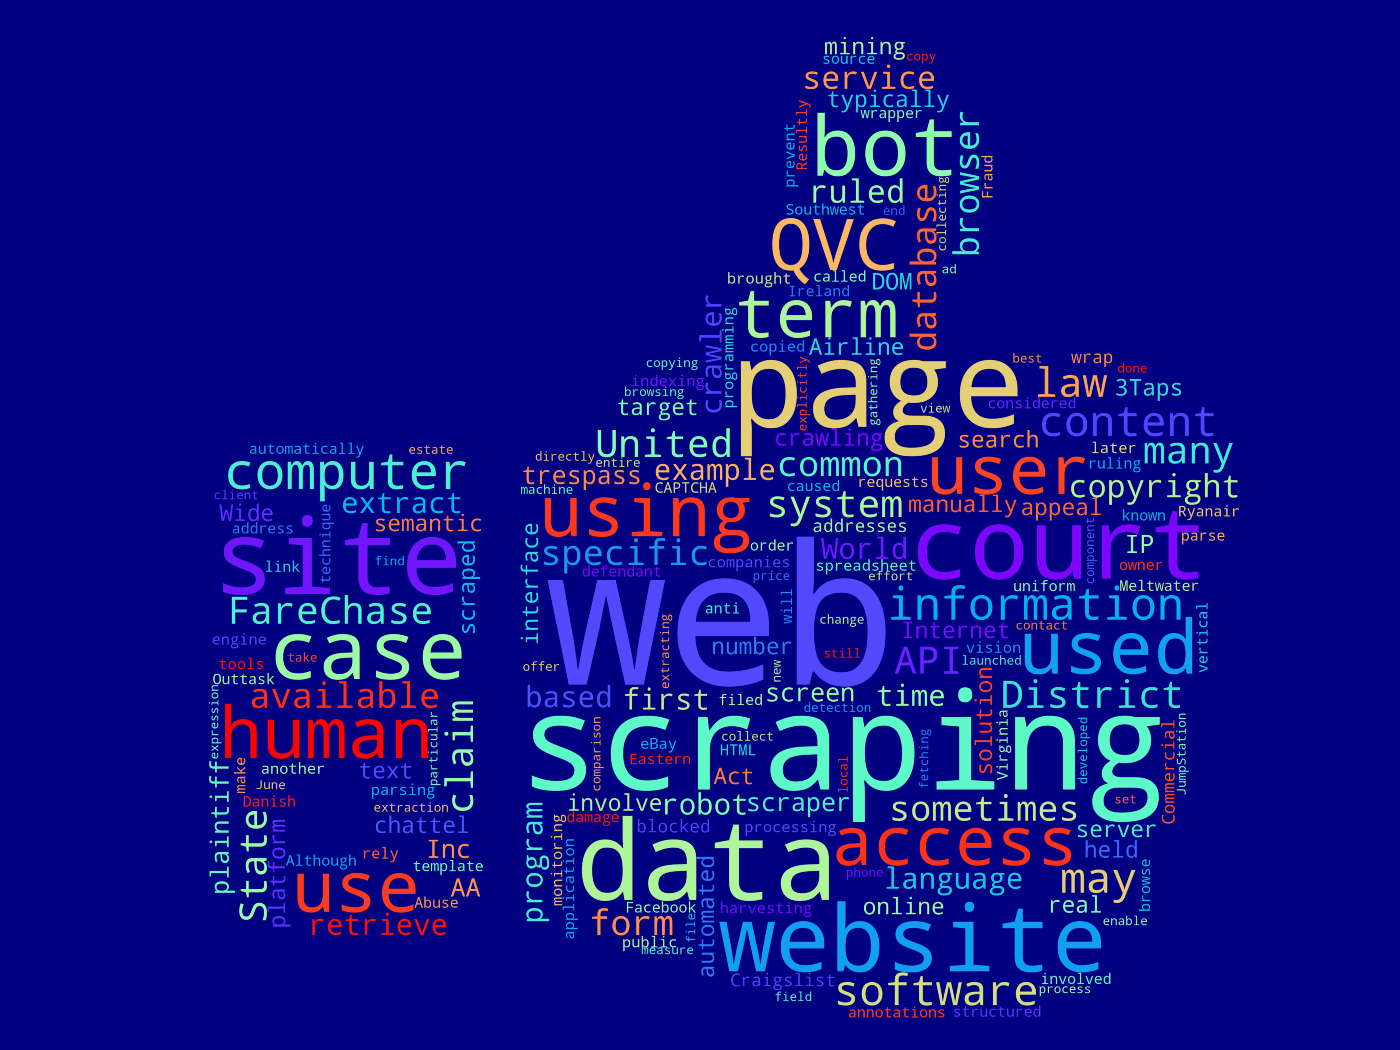 mining
source
copy
service
typically
wrapper
bot
prevent
Resultly
browser
Fraud
ruled
database
collecting
Southwest
end
QVC
ad
brought
called
DOM
Ireland
term
crawler
programming
copied
Airline
page
explicitly
gathering
view
best
wrap
done
copying
indexing
browsing
target
law
3Taps
considered
content
United
crawling
search
later
many
ruling
directly
entire
trespass
example
common
user
machine
CAPTCHA
caused
requests
copyright
using
system
manually
appeal
known
Ryanair
addresses
court
component
IP
parse
owner
interface
specific
order
World
companies
spreadsheet
defendant
price
effort
uniform
Meltwater
web
anti
will
change
information
Internet
contact
used
vertical
number
still
API
vision
launched
offer
extracting
new
based
first
filed
screen
time
detection
solution
District
automatically
estate
computer
client
Wide
extract
address
technique
semantic
site
link
find
scraped
FareChase
engine
case
tools
take
Outtask
available
expression
human
particular
claim
make
another
June
text
parsing
Danish
extraction
plaintiff
State
platform
chattel
Although
rely
Inc
template
use
AA
Abuse
retrieve
scraping
comparison
eBay
Eastern
collect
HTML
Act
local
fetching
Virginia
developed
Commercial
JumpStation
set
involve
robot
scraper
sometimes
program
monitoring
damage
blocked
processing
access
server
held
application
data
automated
phone
language
may
browse
Facebook
harvesting
online
real
enable
form
files
public
measure
website
Craigslist
software
involved
process
field
annotations
structured